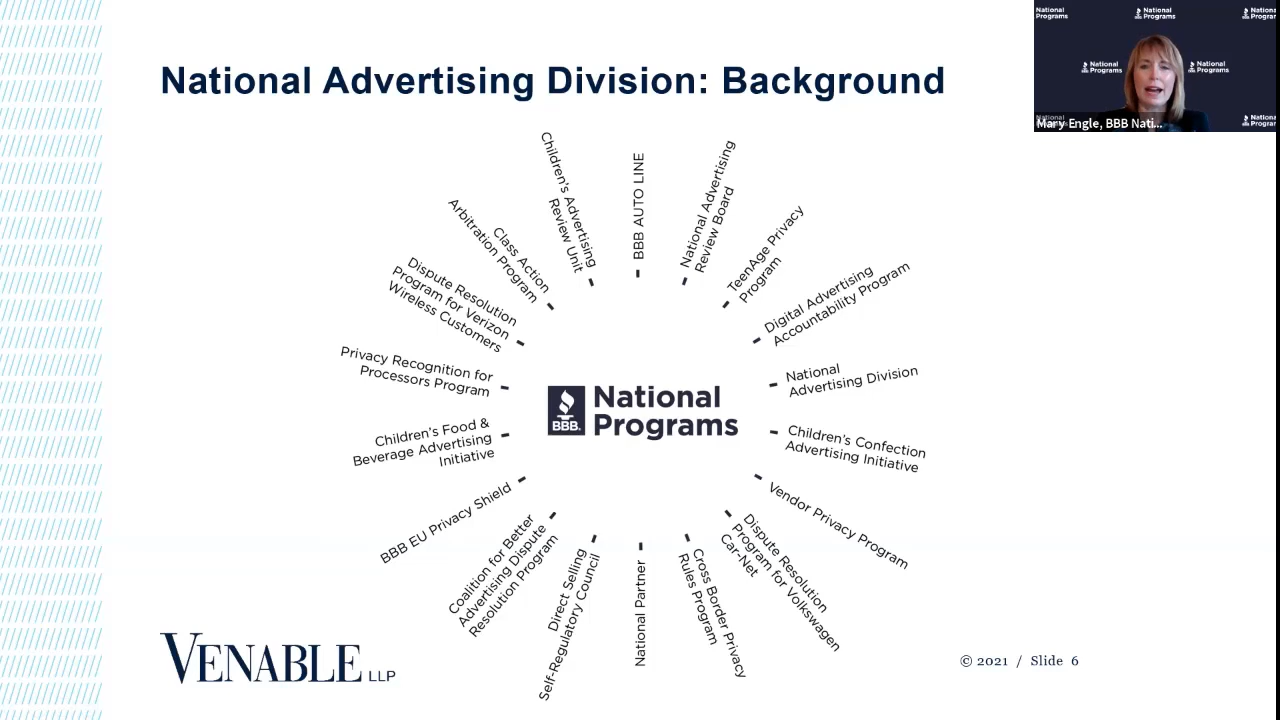 National Advertising Division: Background
National
Programs
National
Programs
National
Programs
National
Programs
Mary Engle, BBB Nati...
National
Programs
BBB AUTO LINE
National Advertising
Review Board
TeenAge Privacy
Program
Digital Advertising
Accountability Program
National
Advertising Division
Children's Confection
Advertising Initiative
Vendor Privacy Program
Dispute Resolution
Program for Volkswagen
Car-Net
Cross Border Privacy
Rules Program
National Partner
Direct Selling
Self-Regulatory Council
Coalition for Better
Advertising Dispute
Resolution Program
BBB EU Privacy Shield
Children's Food &
Beverage Advertising
Initiative
Privacy Recognition for
Processors Program
Dispute Resolution
Program for Verizon
Wireless Customers
Class Action
Arbitration Program
Children's Advertising
Review Unit
BBB.
National
Programs
VENABLE LLP
© 2021 / Slide 6